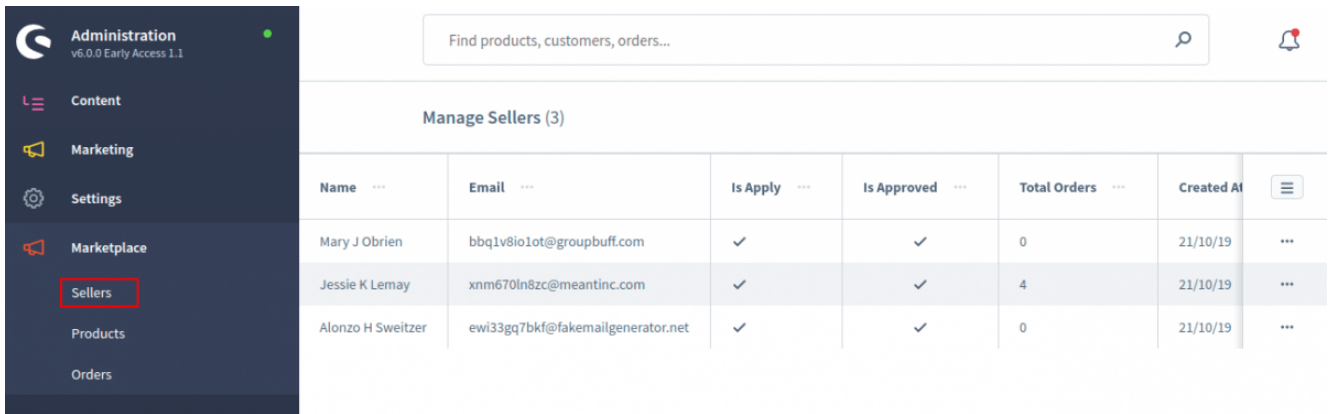 Administration
v6.0.0 Early Access 1.1
Find products, customers, orders...
Content
Marketing
Settings
Marketplace
Sellers
Products
Orders
Manage Sellers (3)
Name ··· Email ··· Is Apply ··· Is Approved ··· Total Orders ··· Created At
Mary J Obrien bbq1v8io1ot@groupbuff.com ✓ ✓ 0 21/10/19 ···
Jessie K Lemay xnm670ln8zc@meantinc.com ✓ ✓ 4 21/10/19 ···
Alonzo H Sweitzer ewi33gq7bkf@fakemailgenerator.net ✓ ✓ 0 21/10/19 ···